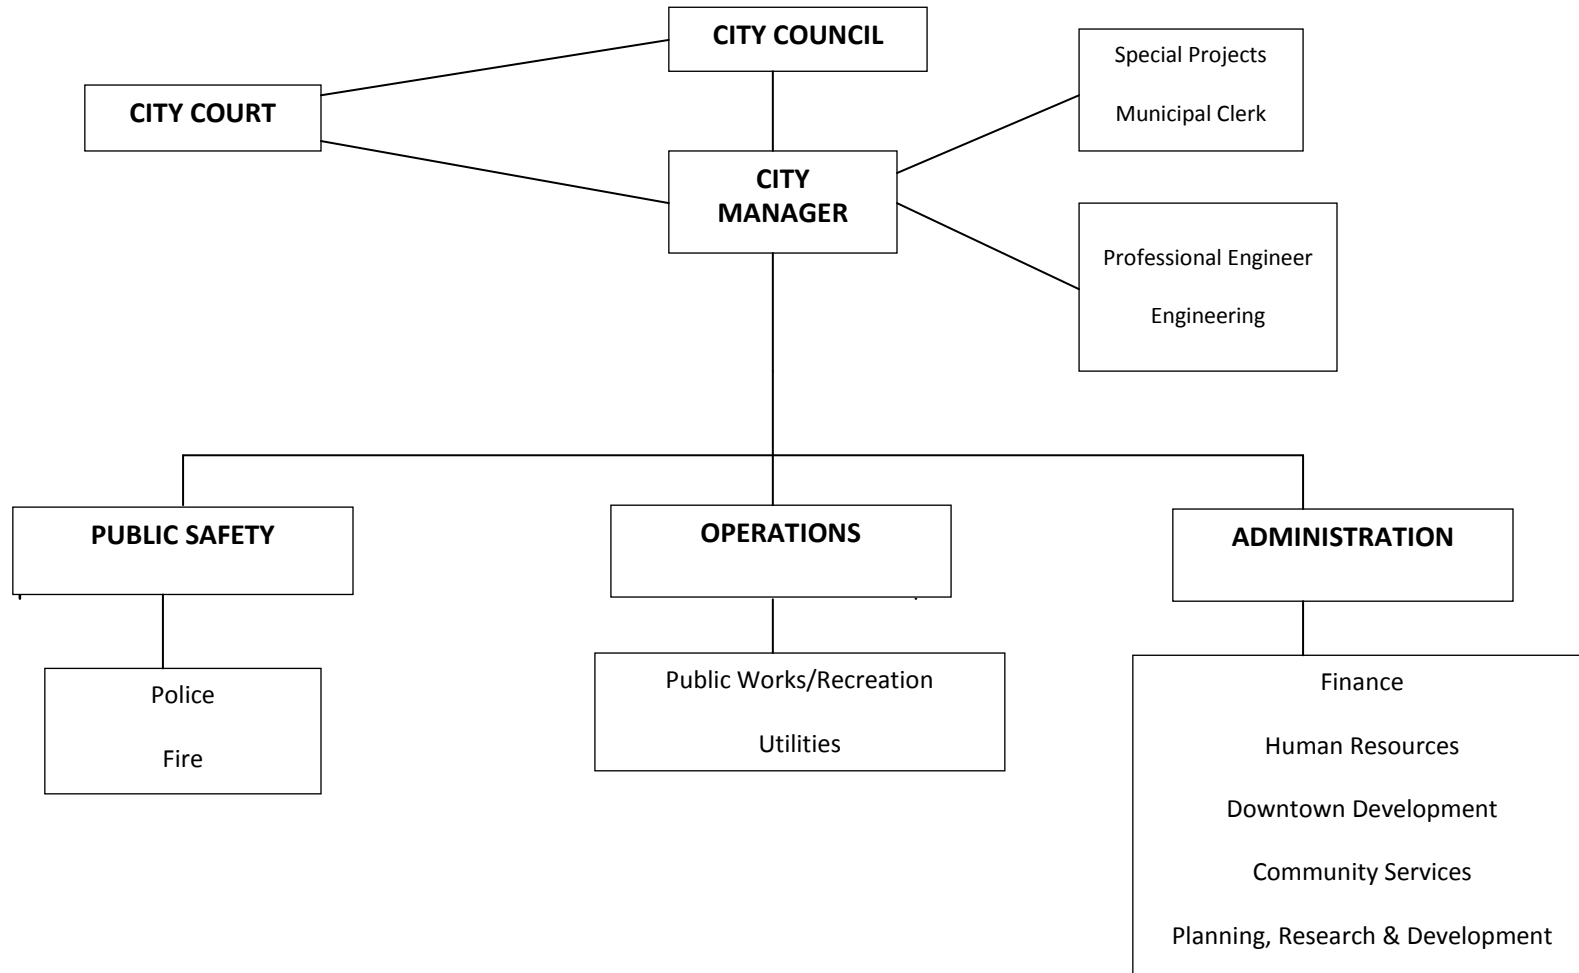 CITY COUNCIL
Special Projects
Municipal Clerk
CITY COURT
CITY
MANAGER
Professional Engineer
Engineering
PUBLIC SAFETY
OPERATIONS
ADMINISTRATION
Police
Fire
Public Works/Recreation
Utilities
Finance
Human Resources
Downtown Development
Community Services
Planning, Research & Development